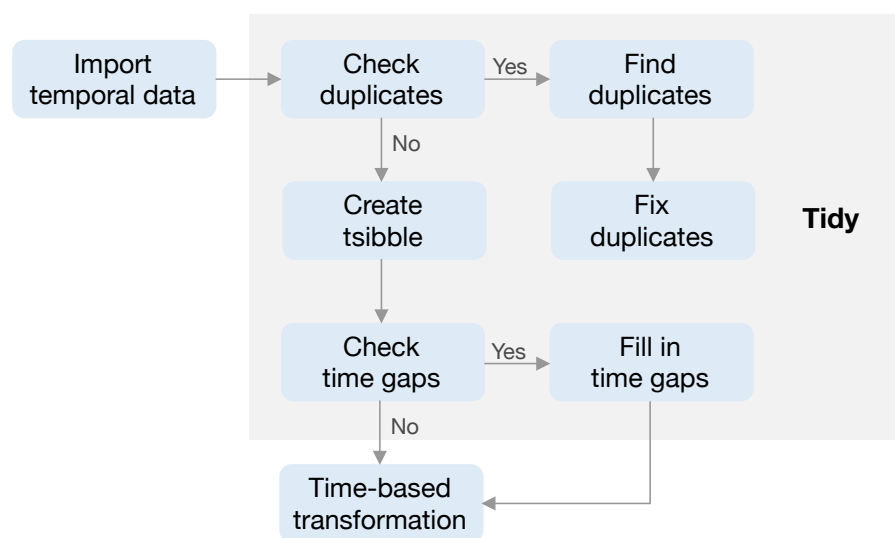 Import
temporal data
Check
duplicates
Yes
Find
duplicates
No
Create
tsibble
Fix
duplicates
Tidy
Check
time gaps
Yes
Fill in
time gaps
No
Time-based
transformation